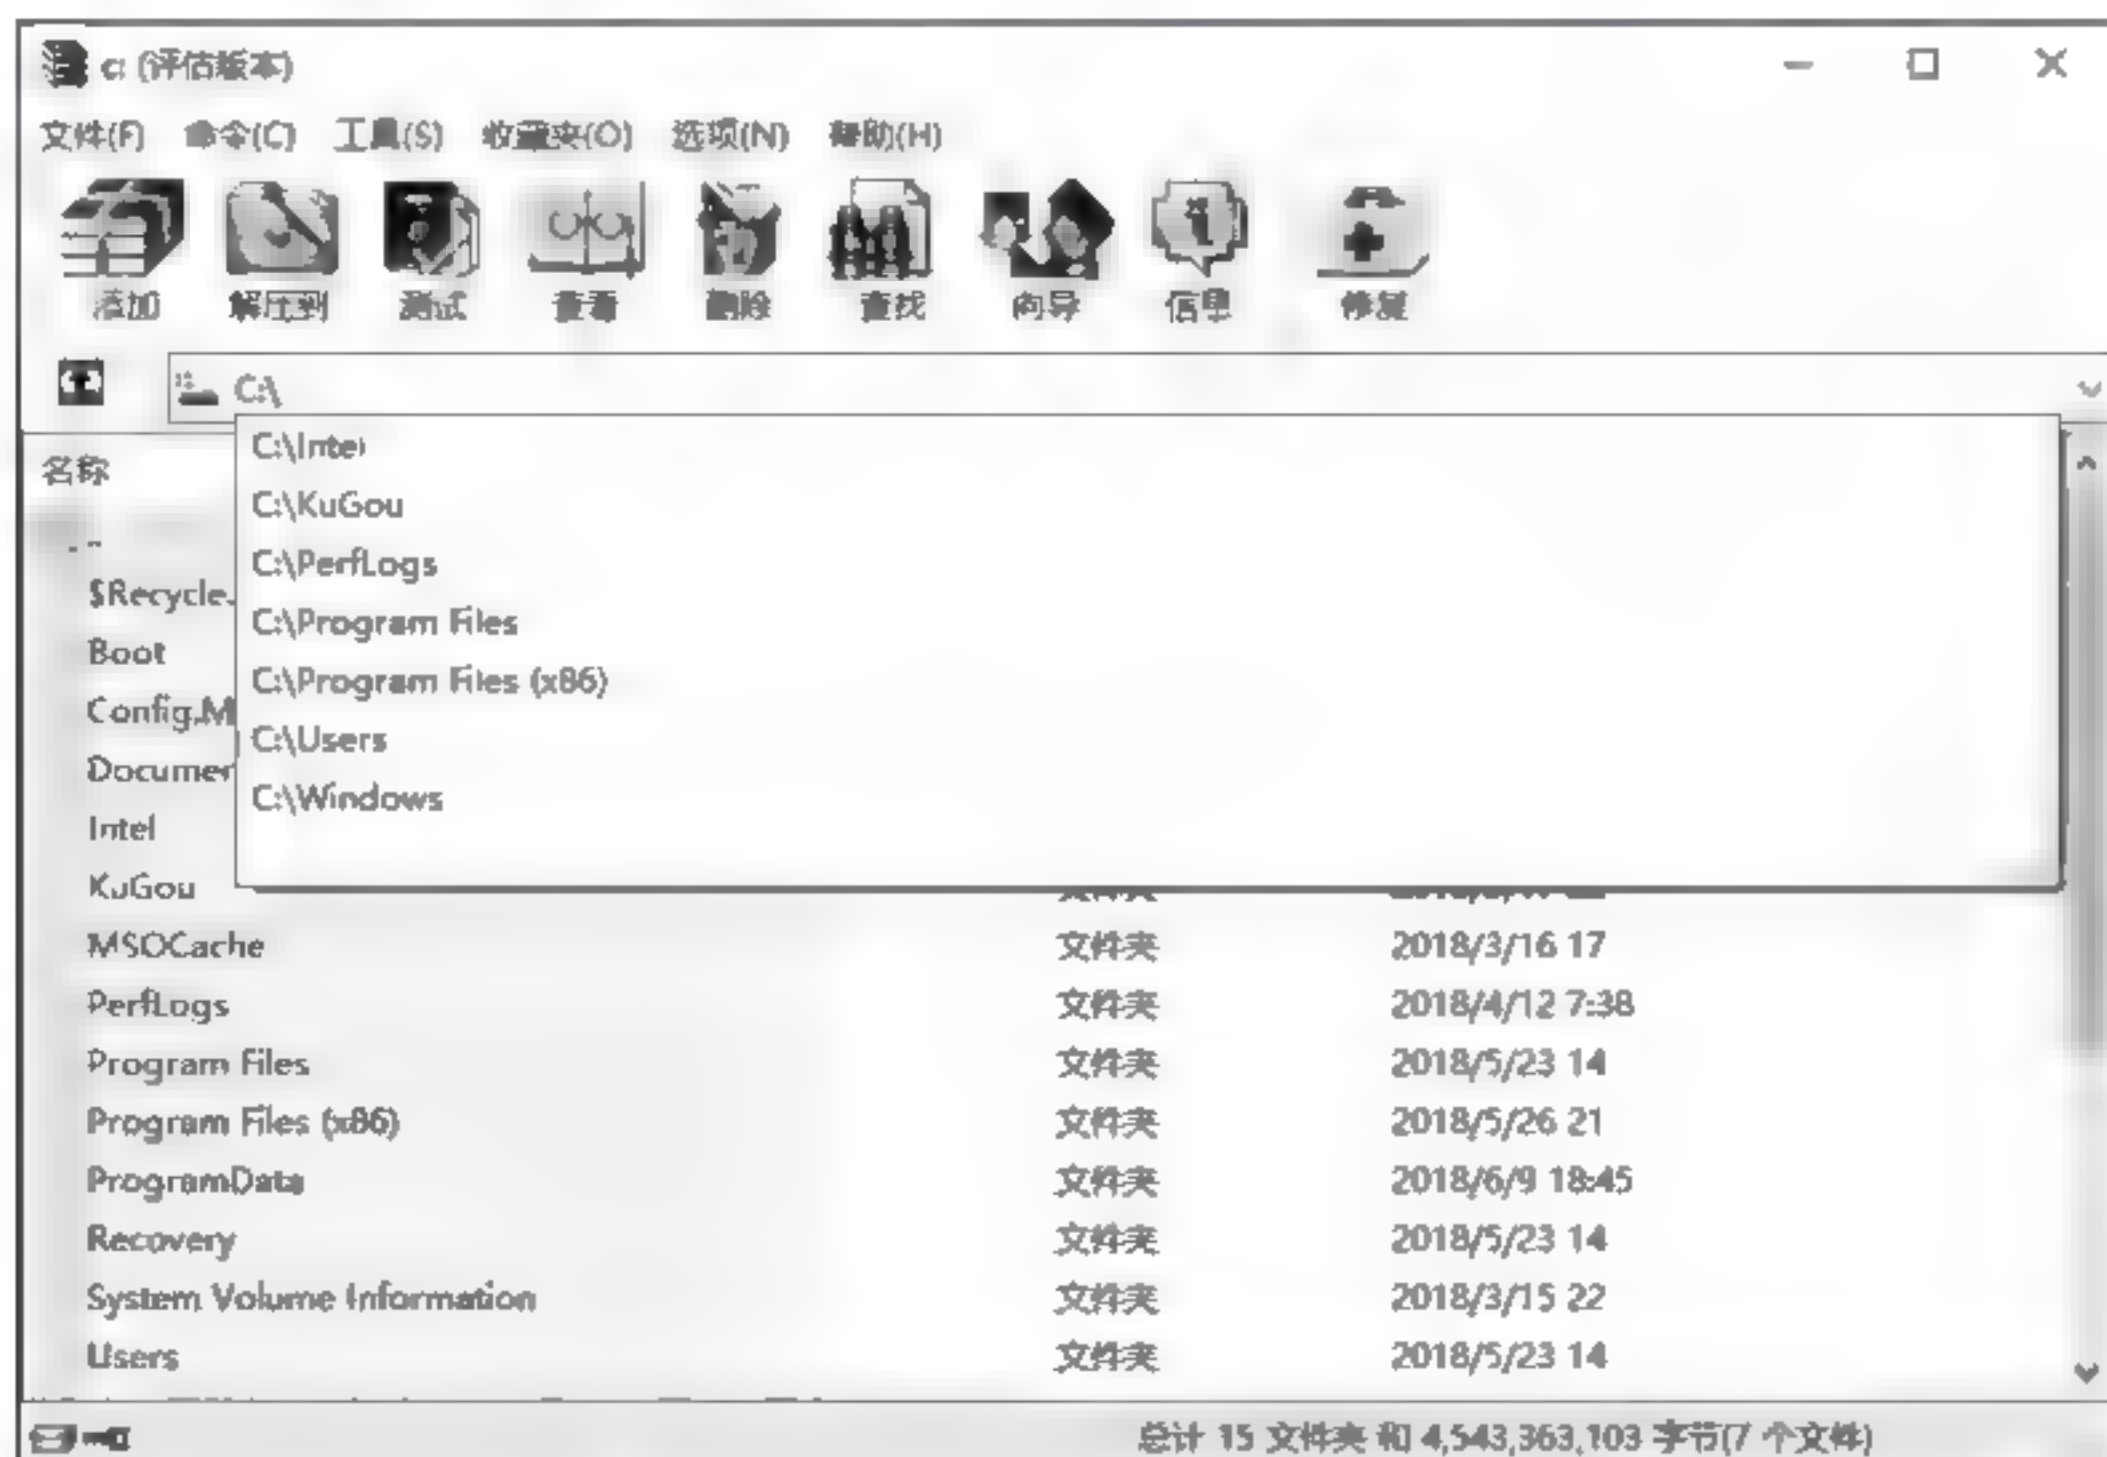 c: (评估版本)
文件(F) 命令(C) 工具(S) 收藏夹(O) 选项(N) 帮助(H)
添加 解压到 测试 查看 删除 查找 向导 信息 修复
C:\
C:\Intel
名称
C:\KuGou
..
C:\PerfLogs
$Recycle.
C:\Program Files
Boot
C:\Program Files (x86)
Config.M
C:\Users
Documen
C:\Windows
Intel
KuGou
MSOCache 文件夹 2018/3/16 17
PerfLogs 文件夹 2018/4/12 7:38
Program Files 文件夹 2018/5/23 14
Program Files (x86) 文件夹 2018/5/26 21
ProgramData 文件夹 2018/6/9 18:45
Recovery 文件夹 2018/5/23 14
System Volume Information 文件夹 2018/3/15 22
Users 文件夹 2018/5/23 14
总计 15 文件夹 和 4,543,363,103 字节(7 个文件)